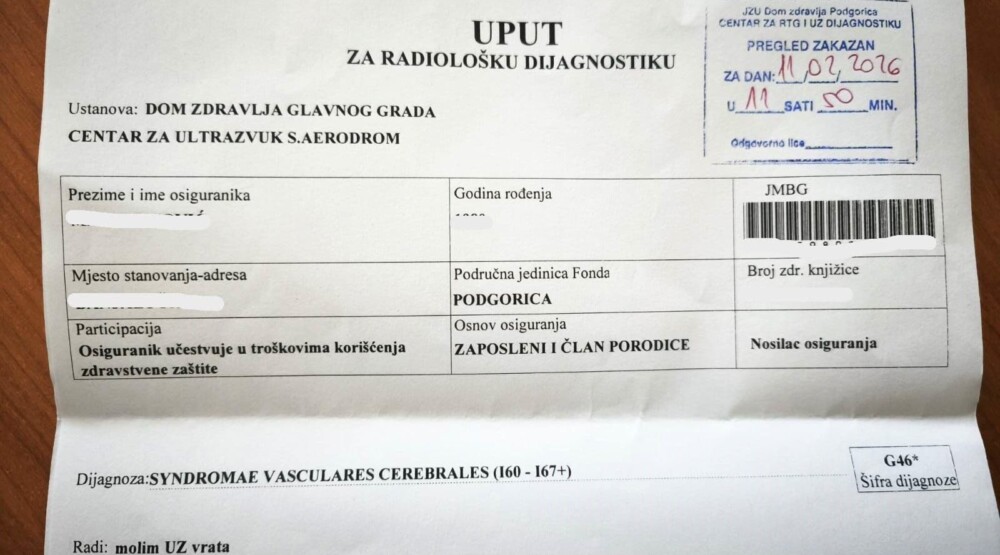 UPUT
ZA RADIOLOŠKU DIJAGNOSTIKU
JZU Dom zdravlja Podgorica
CENTAR ZA RTG I UZ DIJAGNOSTIKU
PREGLED ZAKAZAN
ZA DAN: 11,02,2026
U 11 SATI 50 MIN.
Odgovorno lice
Ustanova: DOM ZDRAVLJA GLAVNOG GRADA
CENTAR ZA ULTRAZVUK S.AERODROM
Prezime i ime osiguranika
Godina rođenja
JMBG
Mjesto stanovanja-adresa
Područna jedinica Fonda
PODGORICA
Broj zdr. knjižice
Participacija
Osiguranik učestvuje u troškovima korišćenja
zdravstvene zaštite
Osnov osiguranja
ZAPOSLENI I ČLAN PORODICE
Nosilac osiguranja
Dijagnoza:SYNDROMAE VASCULARES CEREBRALES (I60 - I67+)
G46*
Šifra dijagnoze
Radi: molim UZ vrata